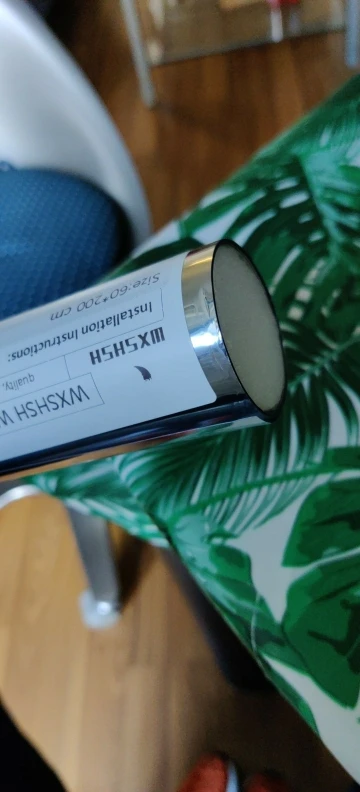 WXSHSH W
quality,
WXSHSH
Installation Instructions:
Size:60*200 cm